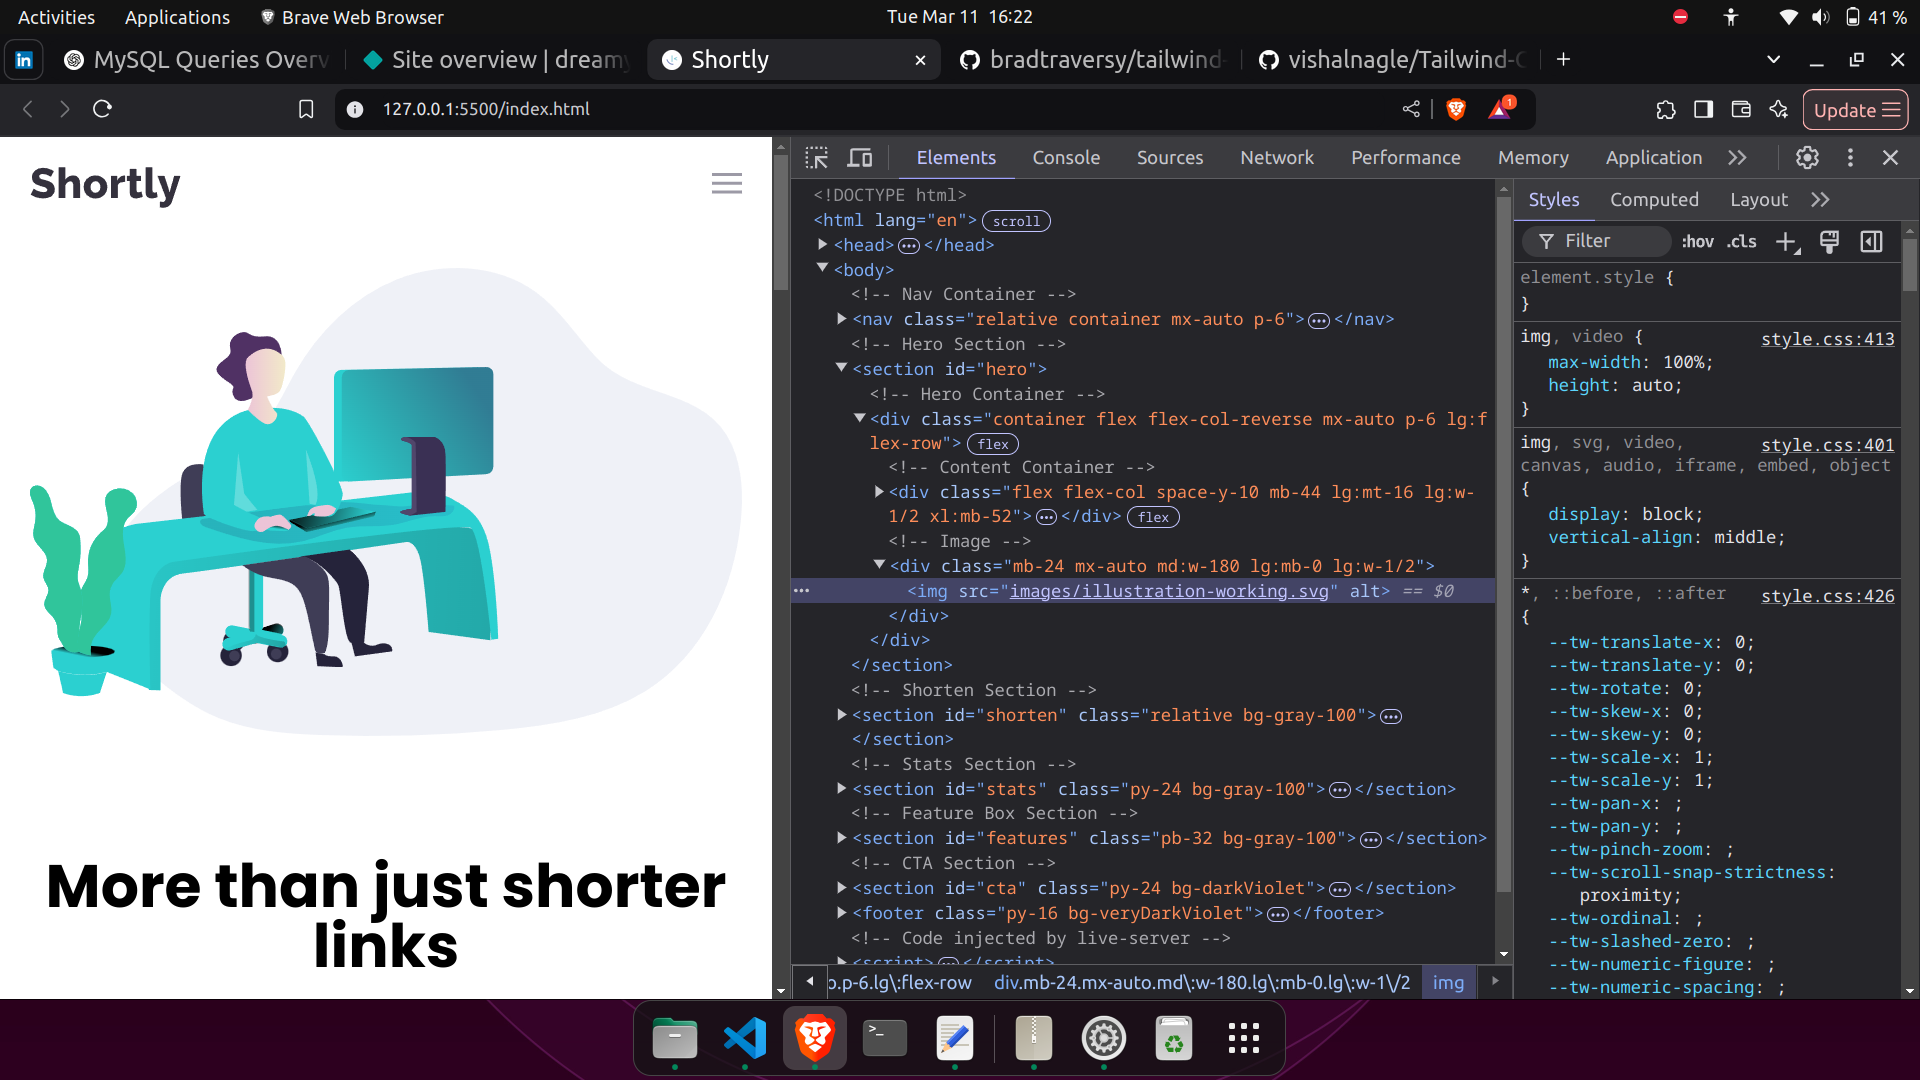 Activities Applications Brave Web Browser Tue Mar 11 16:22 41 %
MySQL Queries Overv Site overview | dreamy Shortly bradtraversy/tailwind- vishalnagle/Tailwind-C
127.0.0.1:5500/index.html 1 Update
Shortly
More than just shorter
links
Elements Console Sources Network Performance Memory Application
<!DOCTYPE html>
<html lang="en"> scroll
<head> ••• </head>
<body>
<!-- Nav Container -->
<nav class="relative container mx-auto p-6"> ••• </nav>
<!-- Hero Section -->
<section id="hero">
<!-- Hero Container -->
<div class="container flex flex-col-reverse mx-auto p-6 lg:f
lex-row"> flex
<!-- Content Container -->
<div class="flex flex-col space-y-10 mb-44 lg:mt-16 lg:w-
1/2 xl:mb-52"> ••• </div> flex
<!-- Image -->
<div class="mb-24 mx-auto md:w-180 lg:mb-0 lg:w-1/2">
<img src="images/illustration-working.svg" alt> == $0
</div>
</div>
</section>
<!-- Shorten Section -->
<section id="shorten" class="relative bg-gray-100"> •••
</section>
<!-- Stats Section -->
<section id="stats" class="py-24 bg-gray-100"> ••• </section>
<!-- Feature Box Section -->
<section id="features" class="pb-32 bg-gray-100"> ••• </section>
<!-- CTA Section -->
<section id="cta" class="py-24 bg-darkViolet"> ••• </section>
<footer class="py-16 bg-veryDarkViolet"> ••• </footer>
<!-- Code injected by live-server -->
<script> ••• </script>
o.p-6.lg\:flex-row div.mb-24.mx-auto.md\:w-180.lg\:mb-0.lg\:w-1\/2 img
Styles Computed Layout
Filter :hov .cls
element.style {
}
img, video { style.css:413
max-width: 100%;
height: auto;
}
img, svg, video, style.css:401
canvas, audio, iframe, embed, object
{
display: block;
vertical-align: middle;
}
*, ::before, ::after style.css:426
{
--tw-translate-x: 0;
--tw-translate-y: 0;
--tw-rotate: 0;
--tw-skew-x: 0;
--tw-skew-y: 0;
--tw-scale-x: 1;
--tw-scale-y: 1;
--tw-pan-x: ;
--tw-pan-y: ;
--tw-pinch-zoom: ;
--tw-scroll-snap-strictness:
proximity;
--tw-ordinal: ;
--tw-slashed-zero: ;
--tw-numeric-figure: ;
--tw-numeric-spacing: ;